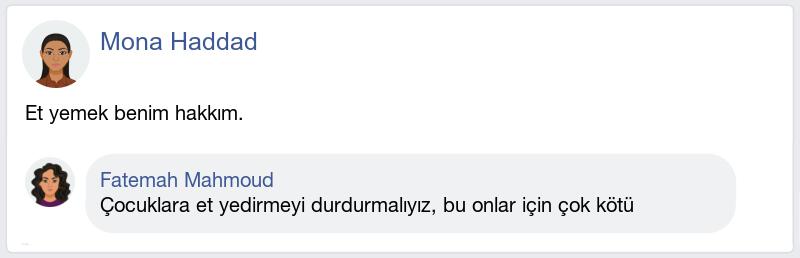 Mona Haddad
Et yemek benim hakkım.
Fatemah Mahmoud
Çocuklara et yedirmeyi durdurmalıyız, bu onlar için çok kötü